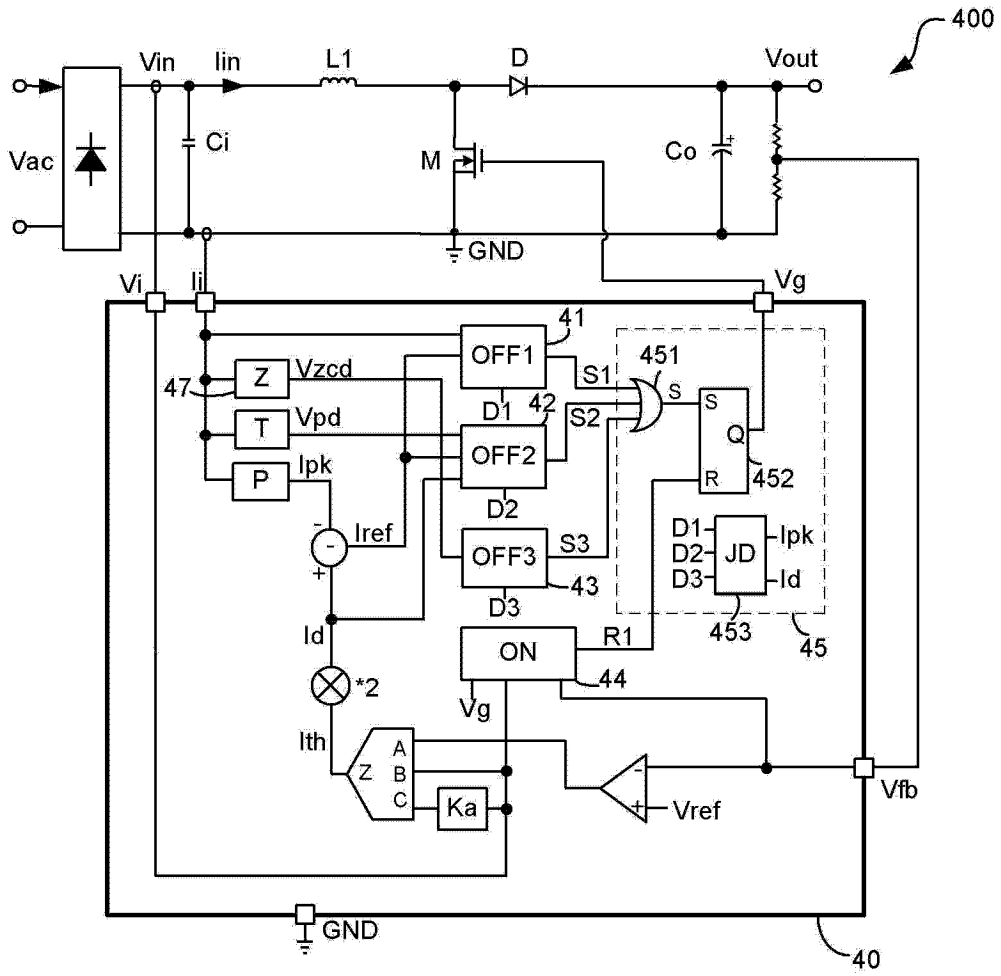 400
Vin
Iin
L1
D
Vout
Vac
Ci
M
Co
+
GND
Vi
Ii
Vg
41
OFF1
S1
451
47
Z
Vzcd
D1
42
S2
S
S
T
Vpd
OFF2
Q
P
Ipk
D2
R
452
-
-
Iref
+
OFF3
S3
D1
D2
D3
JD
Ipk
Id
43
D3
453
45
Id
ON
R1
44
*2
Vg
Ith
A
Z
B
C
Ka
-
+
Vref
Vfb
GND
40